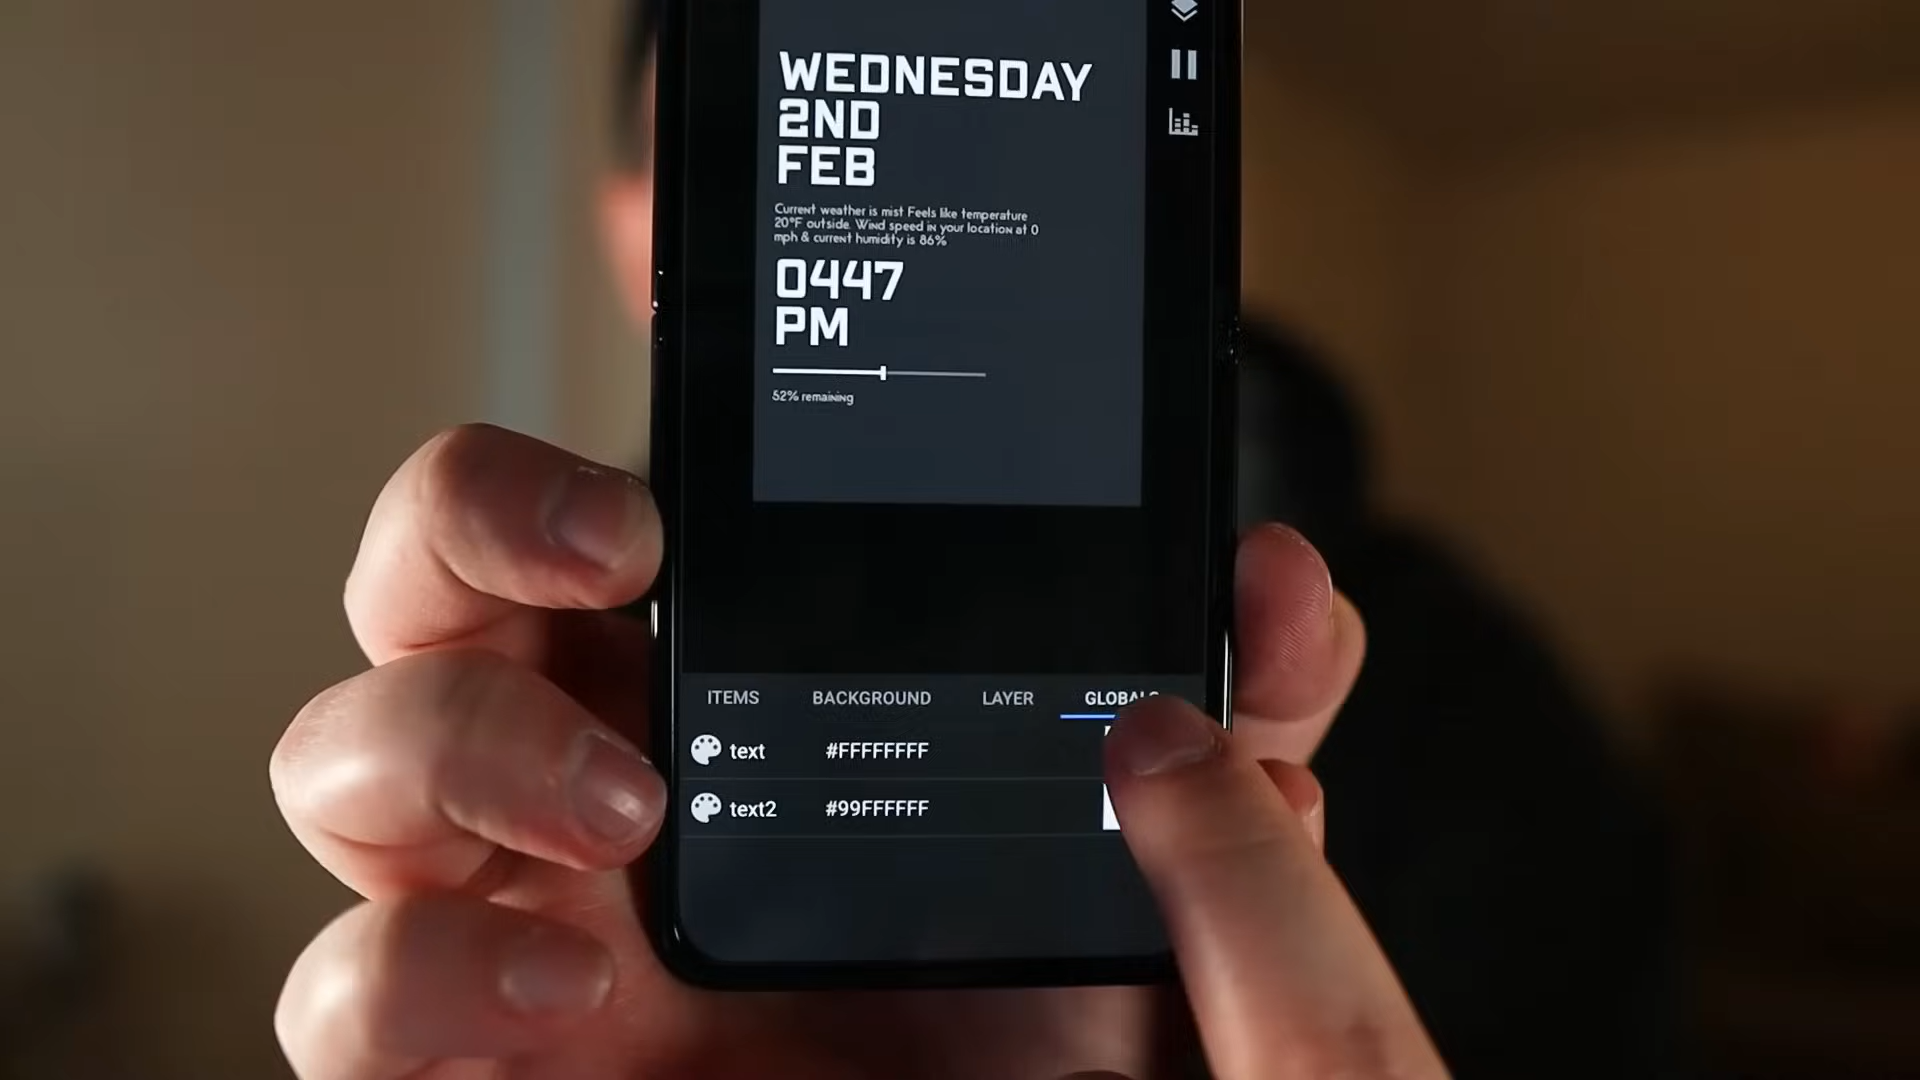 WEDNESDAY
2ND
FEB
Current weather is mist Feels like temperature
20°F outside. Wind speed in your location at 0
mph & current humidity is 86%
0447
PM
52% remaining
ITEMS BACKGROUND LAYER GLOBALS
text #FFFFFFFF
text2 #99FFFFFF